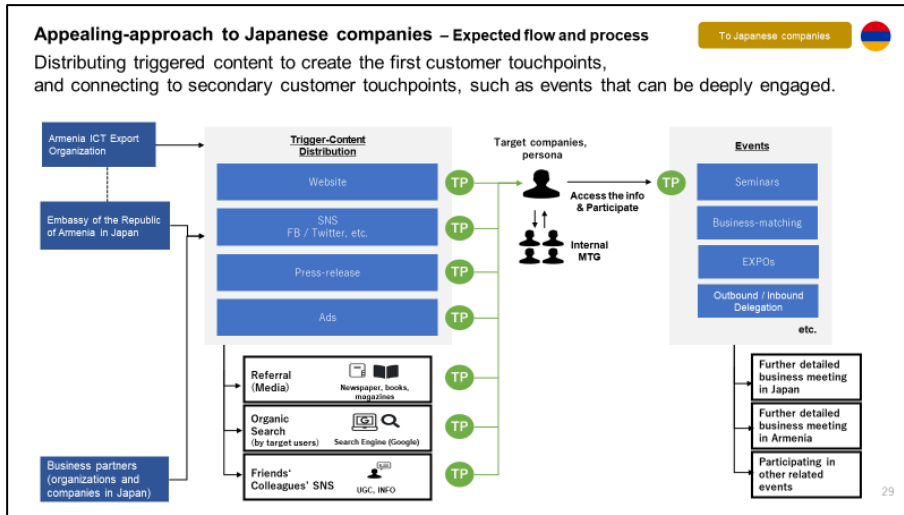 Appealing-approach to Japanese companies – Expected flow and process
To Japanese companies
Distributing triggered content to create the first customer touchpoints,
and connecting to secondary customer touchpoints, such as events that can be deeply engaged.
Armenia ICT Export
Organization
Embassy of the Republic
of Armenia in Japan
Business partners
(organizations and
companies in Japan)
Trigger-Content
Distribution
Website
TP
SNS
FB / Twitter, etc.
TP
Press-release
TP
Ads
TP
Referral
(Media)
Newspaper, books,
magazines
TP
Organic
Search
(by target users)
G
Search Engine (Google)
TP
Friends'
Colleagues' SNS
UGC, INFO
TP
Target companies,
persona
Access the info
& Participate
Internal
MTG
TP
Events
Seminars
Business-matching
EXPOs
Outbound / Inbound
Delegation
etc.
Further detailed
business meeting
in Japan
Further detailed
business meeting
in Armenia
Participating in
other related
events
29